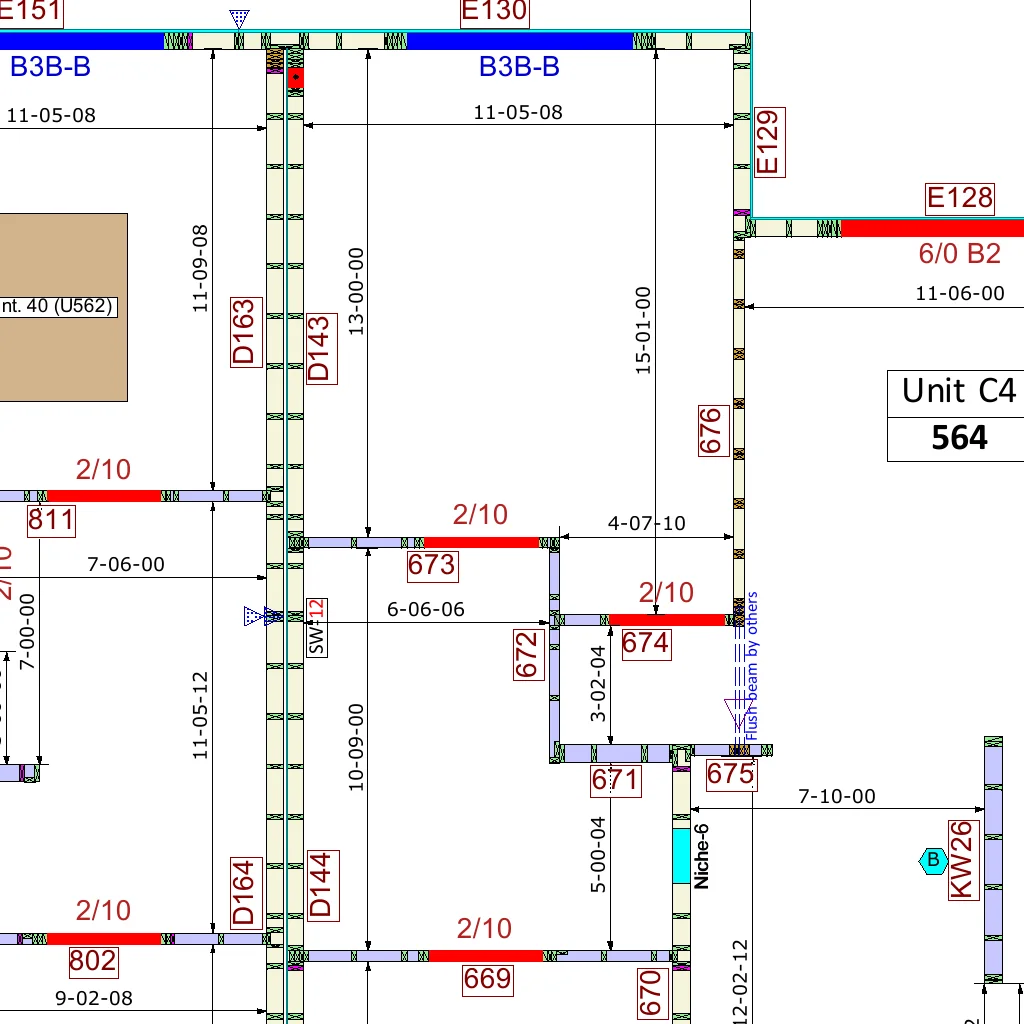 E151
E130
B3B-B
B3B-B
11-05-08
11-05-08
E129
E128
6/0 B2
11-09-08
13-00-00
15-01-00
11-06-00
nt. 40 (U562)
D163
D143
676
Unit C4
564
2/10
811
2/10
673
4-07-10
2/10
7-06-00
7-00-00
SW-12
6-06-06
2/10
674
672
Flush beam by others
3-02-04
11-05-12
10-09-00
671
675
7-10-00
5-00-04
Niche-6
B
KW26
D164
D144
2/10
802
2/10
669
670
12-02-12
9-02-08